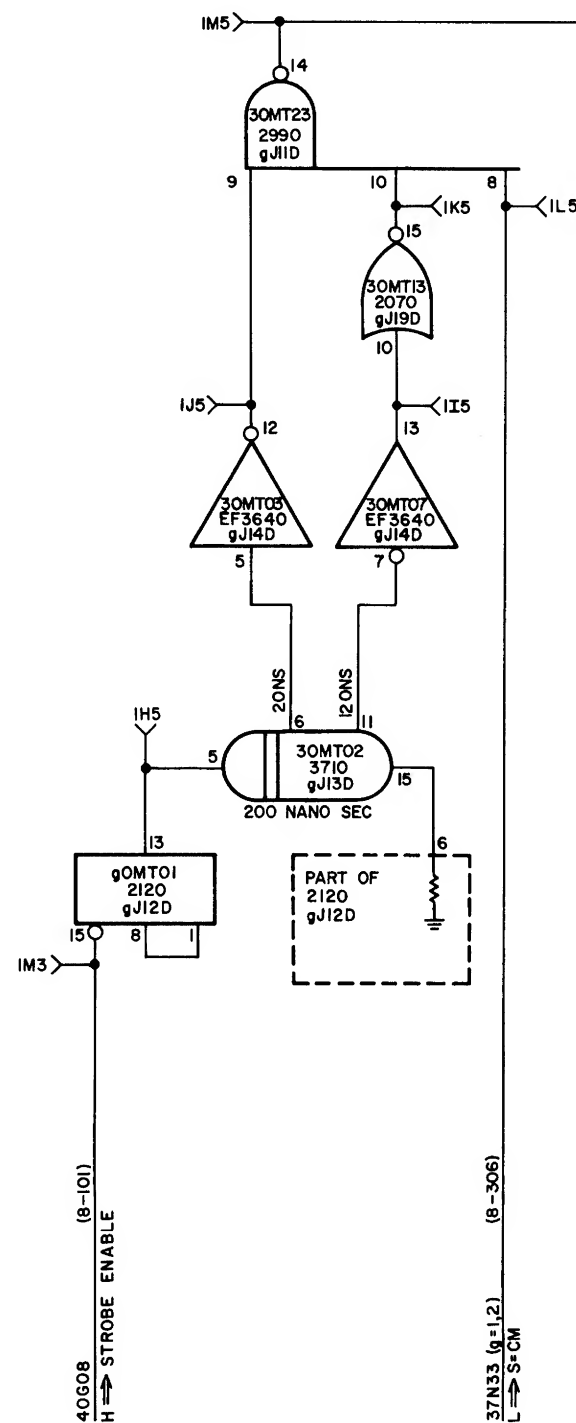 IM5
14
30MT23
2990
gJ11D
9
10
8
IK5
IL5
15
30MT13
2070
gJ19D
10
IJ5
II5
12
13
30MT03
EF3640
gJ14D
30MT07
EF3640
gJ14D
5
7
20NS
120NS
IH5
6
11
5
30MT02
3710
gJ13D
15
200 NANO SEC
13
6
gOMT01
2120
gJ12D
PART OF
2120
gJ12D
15
8
1
IM3
(8-101)
40G08
H ⟹ STROBE ENABLE
(8-306)
37N33 (g=1,2)
L ⟹ S=CM